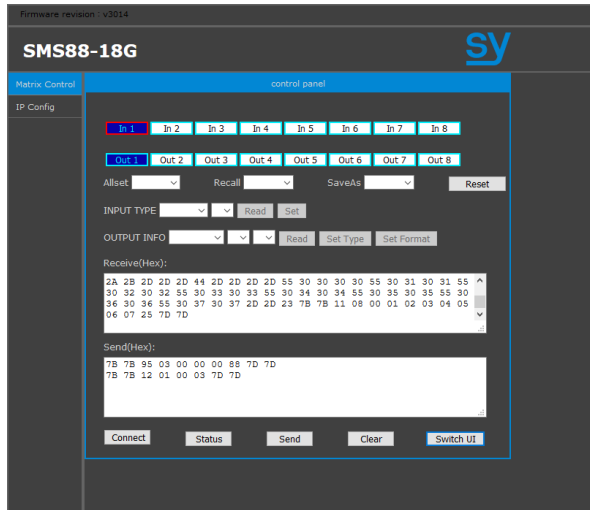 Firmware revision : v3014
SMS88-18G
sy
Matrix Control
control panel
IP Config
In 1 In 2 In 3 In 4 In 5 In 6 In 7 In 8
Out 1 Out 2 Out 3 Out 4 Out 5 Out 6 Out 7 Out 8
Allset Recall SaveAs Reset
INPUT TYPE Read Set
OUTPUT INFO Read Set Type Set Format
Receive(Hex):
2A 2B 2D 2D 2D 44 2D 2D 2D 2D 55 30 30 30 30 55 30 31 30 31 55
30 32 30 32 55 30 33 30 33 55 30 34 30 34 55 30 35 30 35 55 30
36 30 36 55 30 37 30 37 2D 2D 23 7B 7B 11 08 00 01 02 03 04 05
06 07 25 7D 7D
Send(Hex):
7B 7B 95 03 00 00 00 88 7D 7D
7B 7B 12 01 00 03 7D 7D
Connect Status Send Clear Switch UI